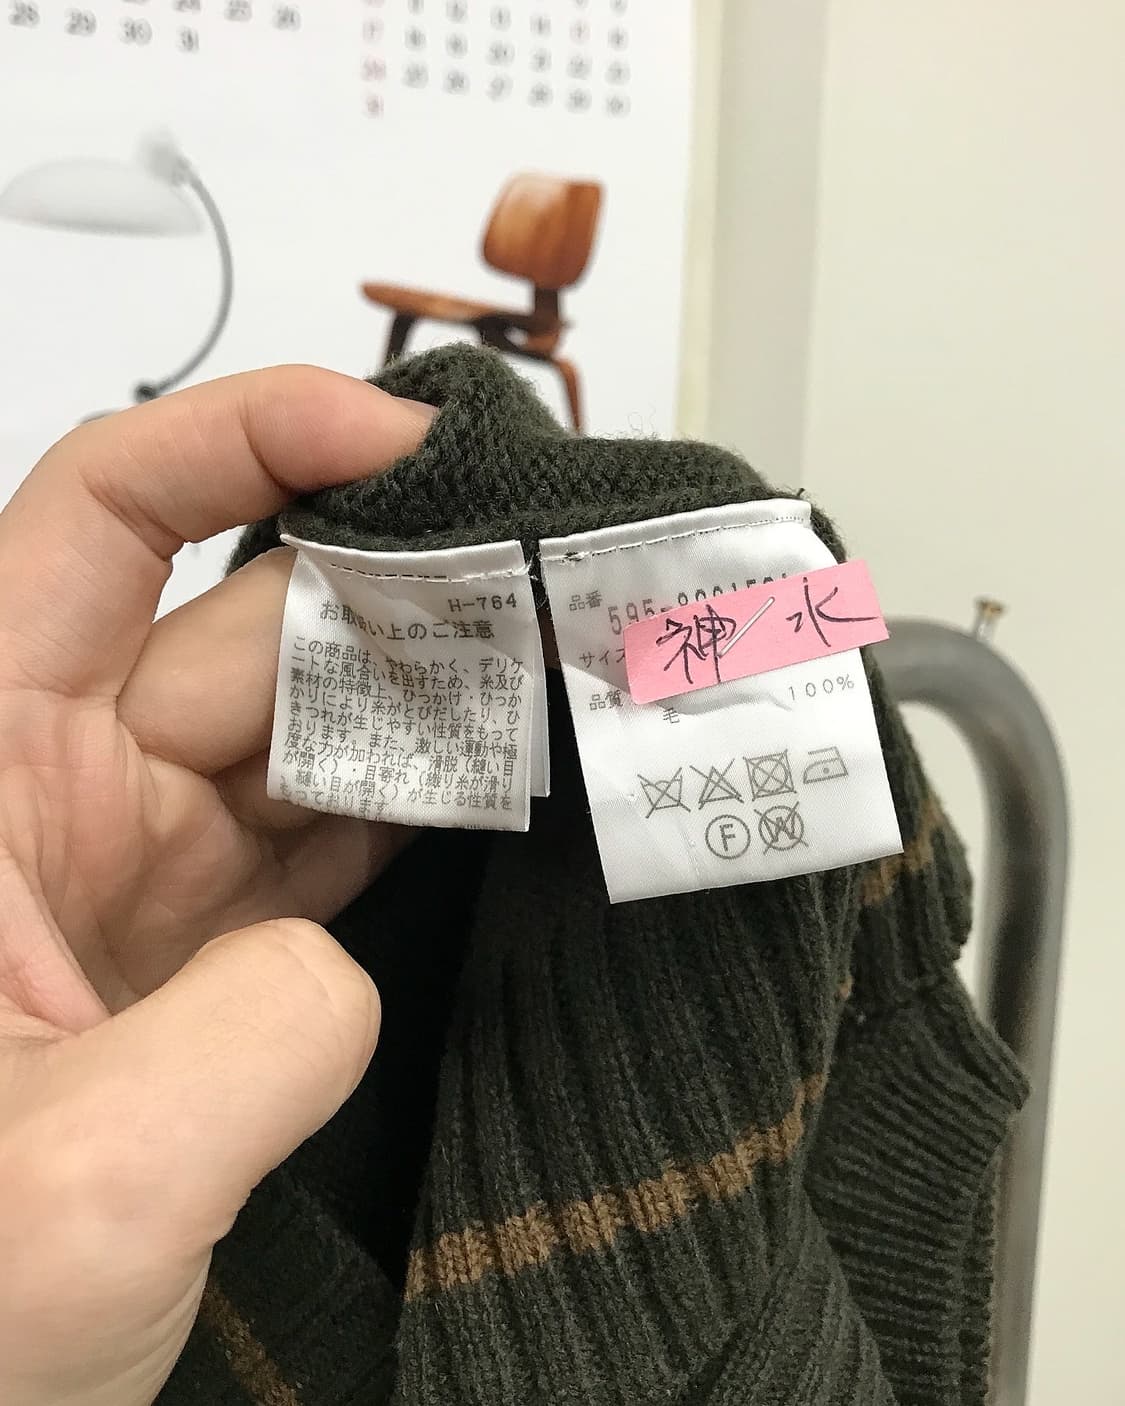 28 29 30 31
H-764
お取扱い上のご注意
この商品は、やわらかく、デリケ
ートな風合いを出すため、糸及び
素材の特徴上、ひっかけ・ひっか
かりにより糸がとびだしたり、ひ
きつれが生じやすい性質をもって
おります。また、激しい運動や極
度な力が加われば、滑脱(縫い目
が開く)・目寄れ(織り糸が滑り
縫い目が開く)が生じる性質を
もっております。
品番
595-
神 水
サイズ
品質
毛 100%
F W